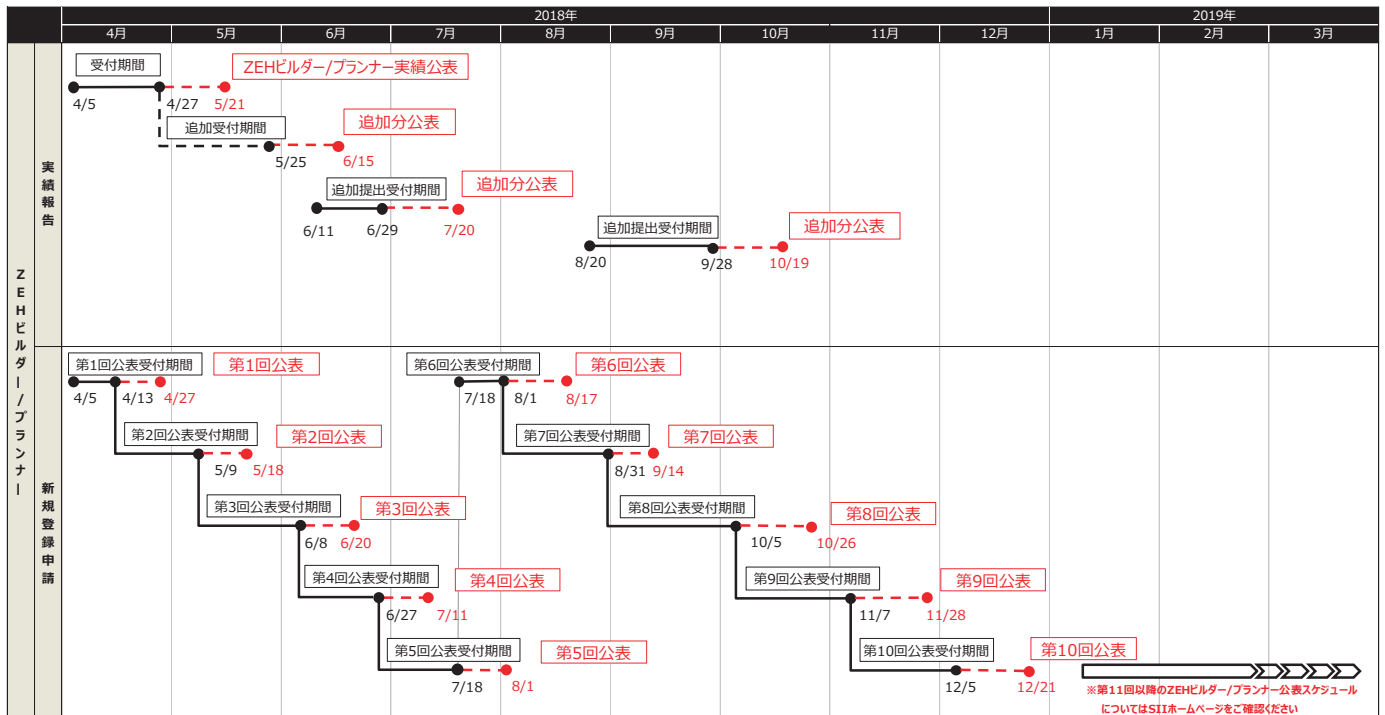 2018年
2019年
4月
5月
6月
7月
8月
9月
10月
11月
12月
1月
2月
3月
ZEHビルダー/プランナー
実績報告
受付期間
ZEHビルダー/プランナー実績公表
4/5
4/27
5/21
追加受付期間
追加分公表
5/25
6/15
追加提出受付期間
追加分公表
6/11
6/29
7/20
追加提出受付期間
追加分公表
8/20
9/28
10/19
新規登録申請
第1回公表受付期間
第1回公表
4/5
4/13
4/27
第2回公表受付期間
第2回公表
5/9
5/18
第3回公表受付期間
第3回公表
6/8
6/20
第4回公表受付期間
第4回公表
6/27
7/11
第5回公表受付期間
第5回公表
7/18
8/1
第6回公表受付期間
第6回公表
7/18
8/1
8/17
第7回公表受付期間
第7回公表
8/31
9/14
第8回公表受付期間
第8回公表
10/5
10/26
第9回公表受付期間
第9回公表
11/7
11/28
第10回公表受付期間
第10回公表
12/5
12/21
※第11回以降のZEHビルダー/プランナー公表スケジュール
についてはSIIホームページをご確認ください